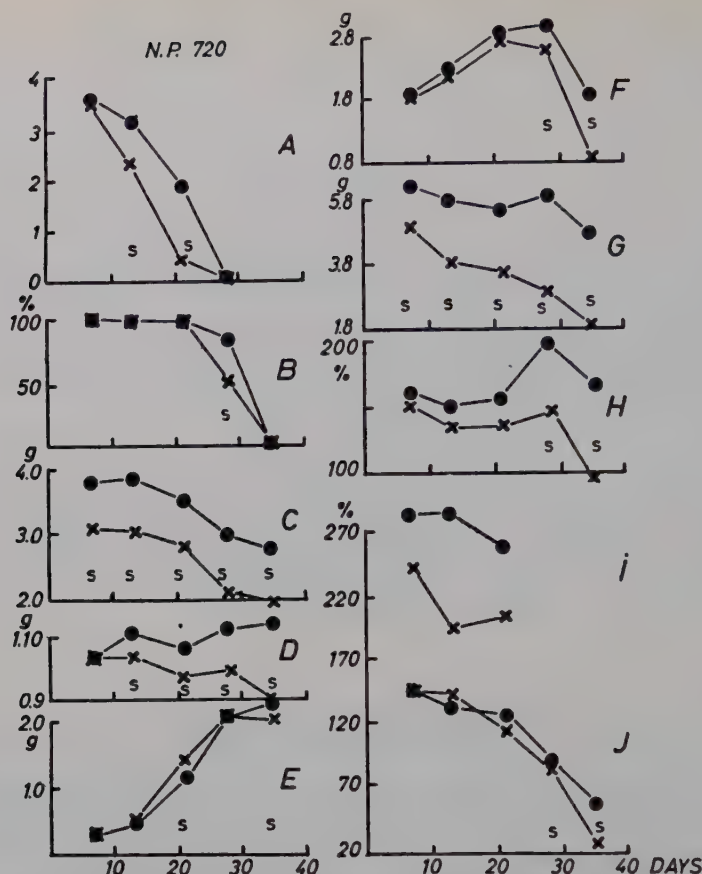 N.P. 720
4
3
A
2
1
s s
0
%
100
B
50
s
g
4.0
C
3.0
s s s s s
2.0
g
1.10
D
s s s s
0.9
g
2.0
E
1.0
s s
0 10 20 30 40
g
2.8
F
1.8
s s
0.8
g
5.8
G
3.8
s s s s s
1.8
200
%
H
s s
100
%
270
i
220
170
120
J
70
s s
20
0 10 20 30 40 DAYS